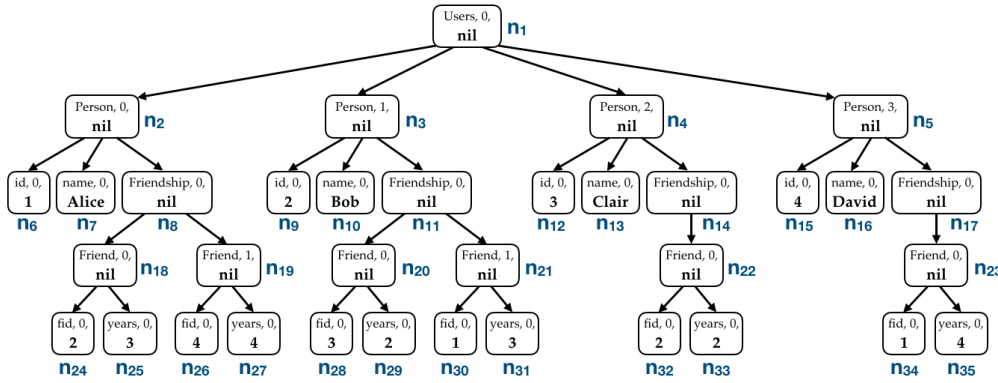 Users, 0,
nil
n1
Person, 0,
nil
n2
Person, 1,
nil
n3
Person, 2,
nil
n4
Person, 3,
nil
n5
id, 0,
1
n6
name, 0,
Alice
n7
Friendship, 0,
nil
n8
id, 0,
2
n9
name, 0,
Bob
n10
Friendship, 0,
nil
n11
id, 0,
3
n12
name, 0,
Clair
n13
Friendship, 0,
nil
n14
id, 0,
4
n15
name, 0,
David
n16
Friendship, 0,
nil
n17
Friend, 0,
nil
n18
Friend, 1,
nil
n19
Friend, 0,
nil
n20
Friend, 1,
nil
n21
Friend, 0,
nil
n22
Friend, 0,
nil
n23
fid, 0,
2
n24
years, 0,
3
n25
fid, 0,
4
n26
years, 0,
4
n27
fid, 0,
3
n28
years, 0,
2
n29
fid, 0,
1
n30
years, 0,
3
n31
fid, 0,
2
n32
years, 0,
2
n33
fid, 0,
1
n34
years, 0,
4
n35